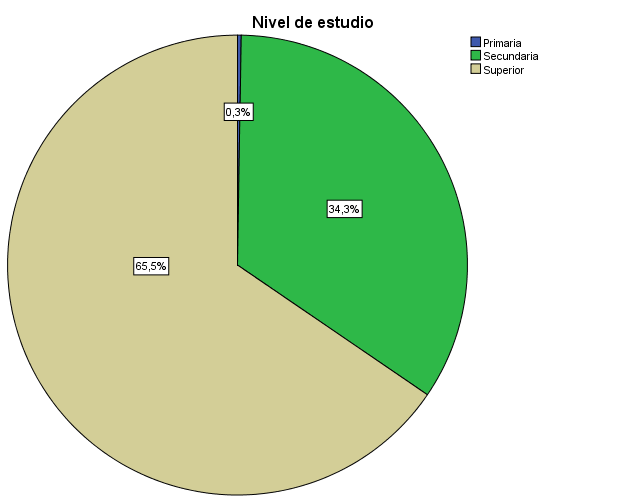 Nivel de estudio
Primaria
Secundaria
Superior
0,3%
34,3%
65,5%